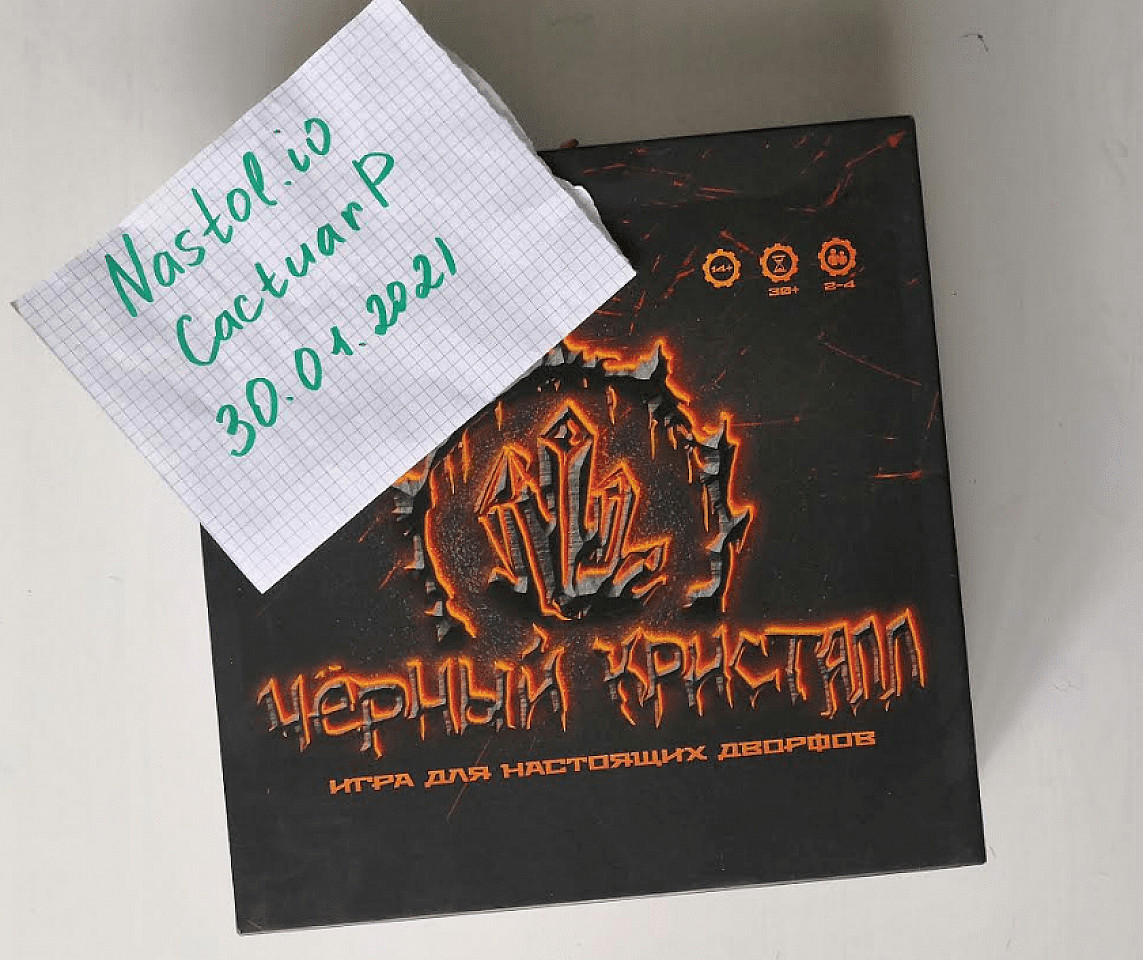 Nastol.io
CactuarP
30.01.2021
14+
30+
2-4
ЧЁРНЫЙ КРИСТАЛЛ
ИГРА ДЛЯ НАСТОЯЩИХ ДВОРФОВ